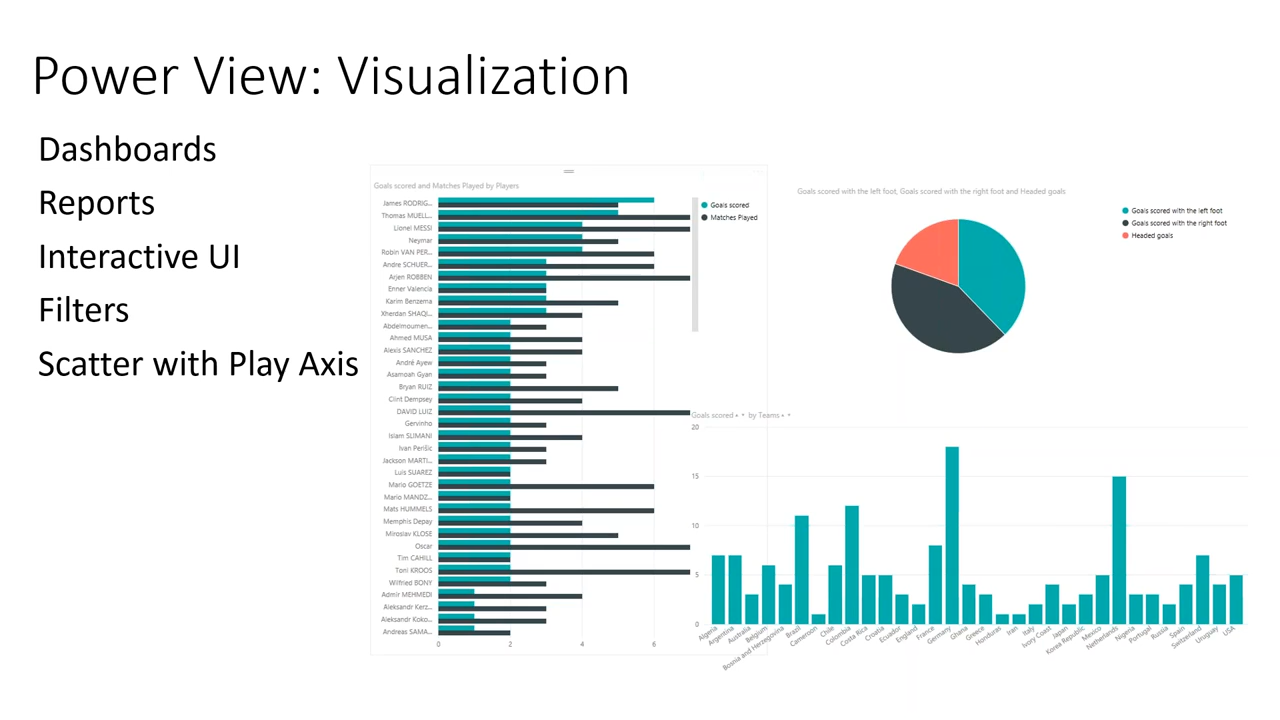 Power View: Visualization
Dashboards
Reports
Interactive UI
Filters
Scatter with Play Axis
Goals scored and Matches Played by Players
Goals scored
Matches Played
James RODRIG...
Thomas MUELL...
Lionel MESSI
Neymar
Robin VAN PER...
Andre SCHUER...
Arjen ROBBEN
Enner Valencia
Karim Benzema
Xherdan SHAQI...
Abdelmoumen...
Ahmed MUSA
Alexis SANCHEZ
André Ayew
Asamoah Gyan
Bryan RUIZ
Clint Dempsey
DAVID LUIZ
Gervinho
Islam SLIMANI
Ivan Perišic
Jackson MARTI...
Luis SUAREZ
Mario GOETZE
Mario MANDZ...
Mats HUMMELS
Memphis Depay
Miroslav KLOSE
Oscar
Tim CAHILL
Toni KROOS
Wilfried BONY
Admir MEHMEDI
Aleksandr Kerz...
Aleksandr Koko...
Andreas SAMA...
0 2 4 6
Goals scored with the left foot, Goals scored with the right foot and Headed goals
Goals scored with the left foot
Goals scored with the right foot
Headed goals
Goals scored by Teams
20
15
10
5
0
Algeria
Argentina
Australia
Belgium
Bosnia and Herzegovina
Brazil
Cameroon
Chile
Colombia
Costa Rica
Croatia
Ecuador
England
France
Germany
Ghana
Greece
Honduras
Iran
Italy
Ivory Coast
Japan
Korea Republic
Mexico
Netherlands
Nigeria
Portugal
Russia
Spain
Switzerland
Uruguay
USA